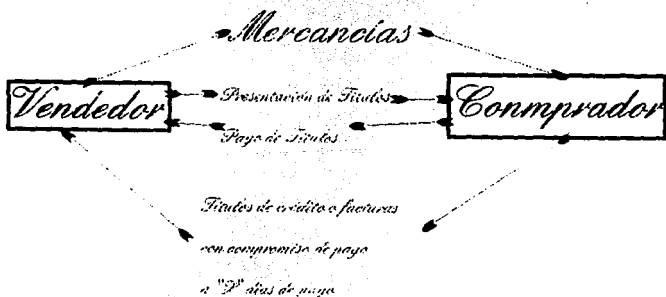 Mercancías
Vendedor
Presentación de Títulos
Conmprador
Pago de Títulos
Títulos de crédito o facturas
con compromiso de pago
a "P" dias de pago